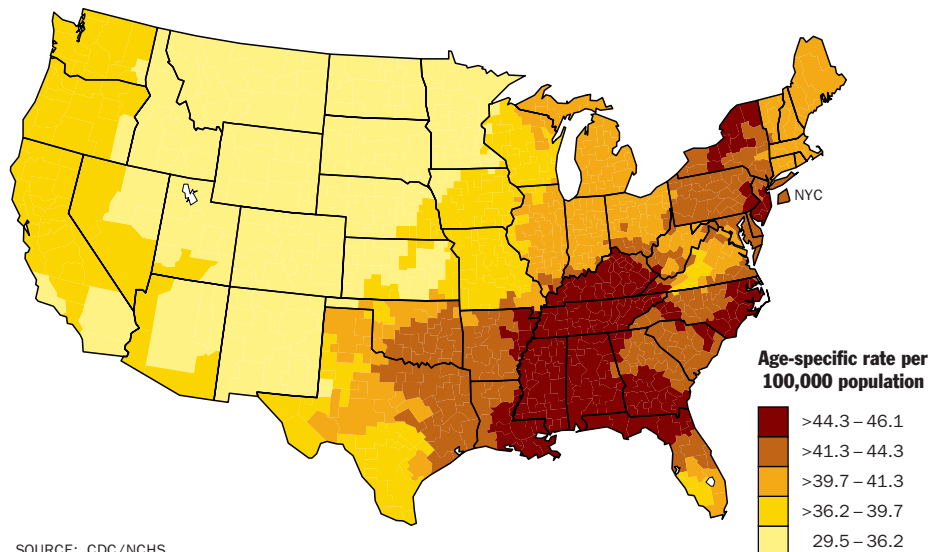 NYC
Age-specific rate per
100,000 population
>44.3 – 46.1
>41.3 – 44.3
>39.7 – 41.3
>36.2 – 39.7
29.5 – 36.2
SOURCE: CDC/NCHS